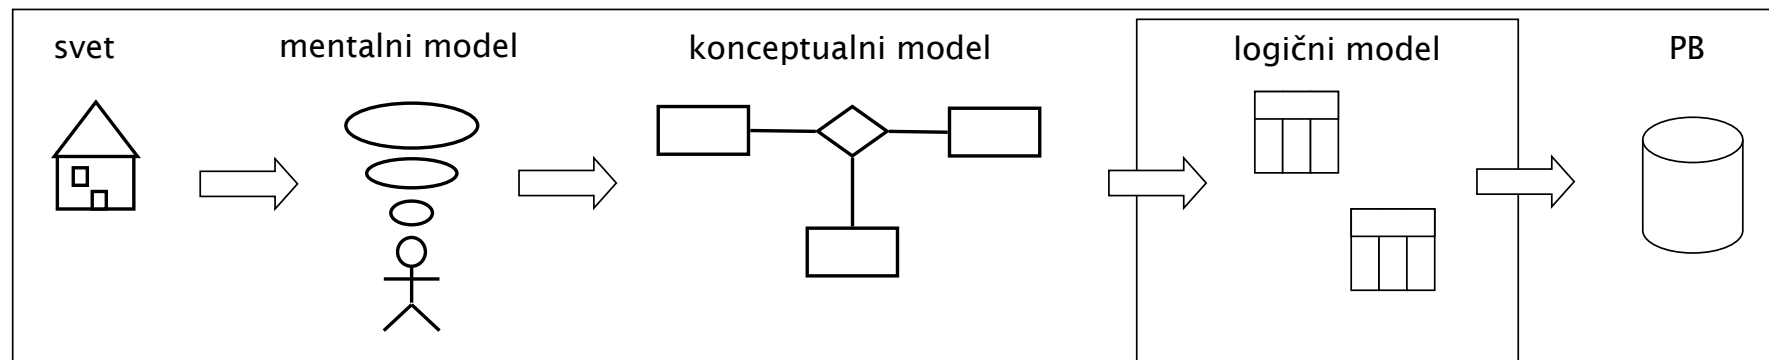 svet
mentalni model
konceptualni model
logični model
PB